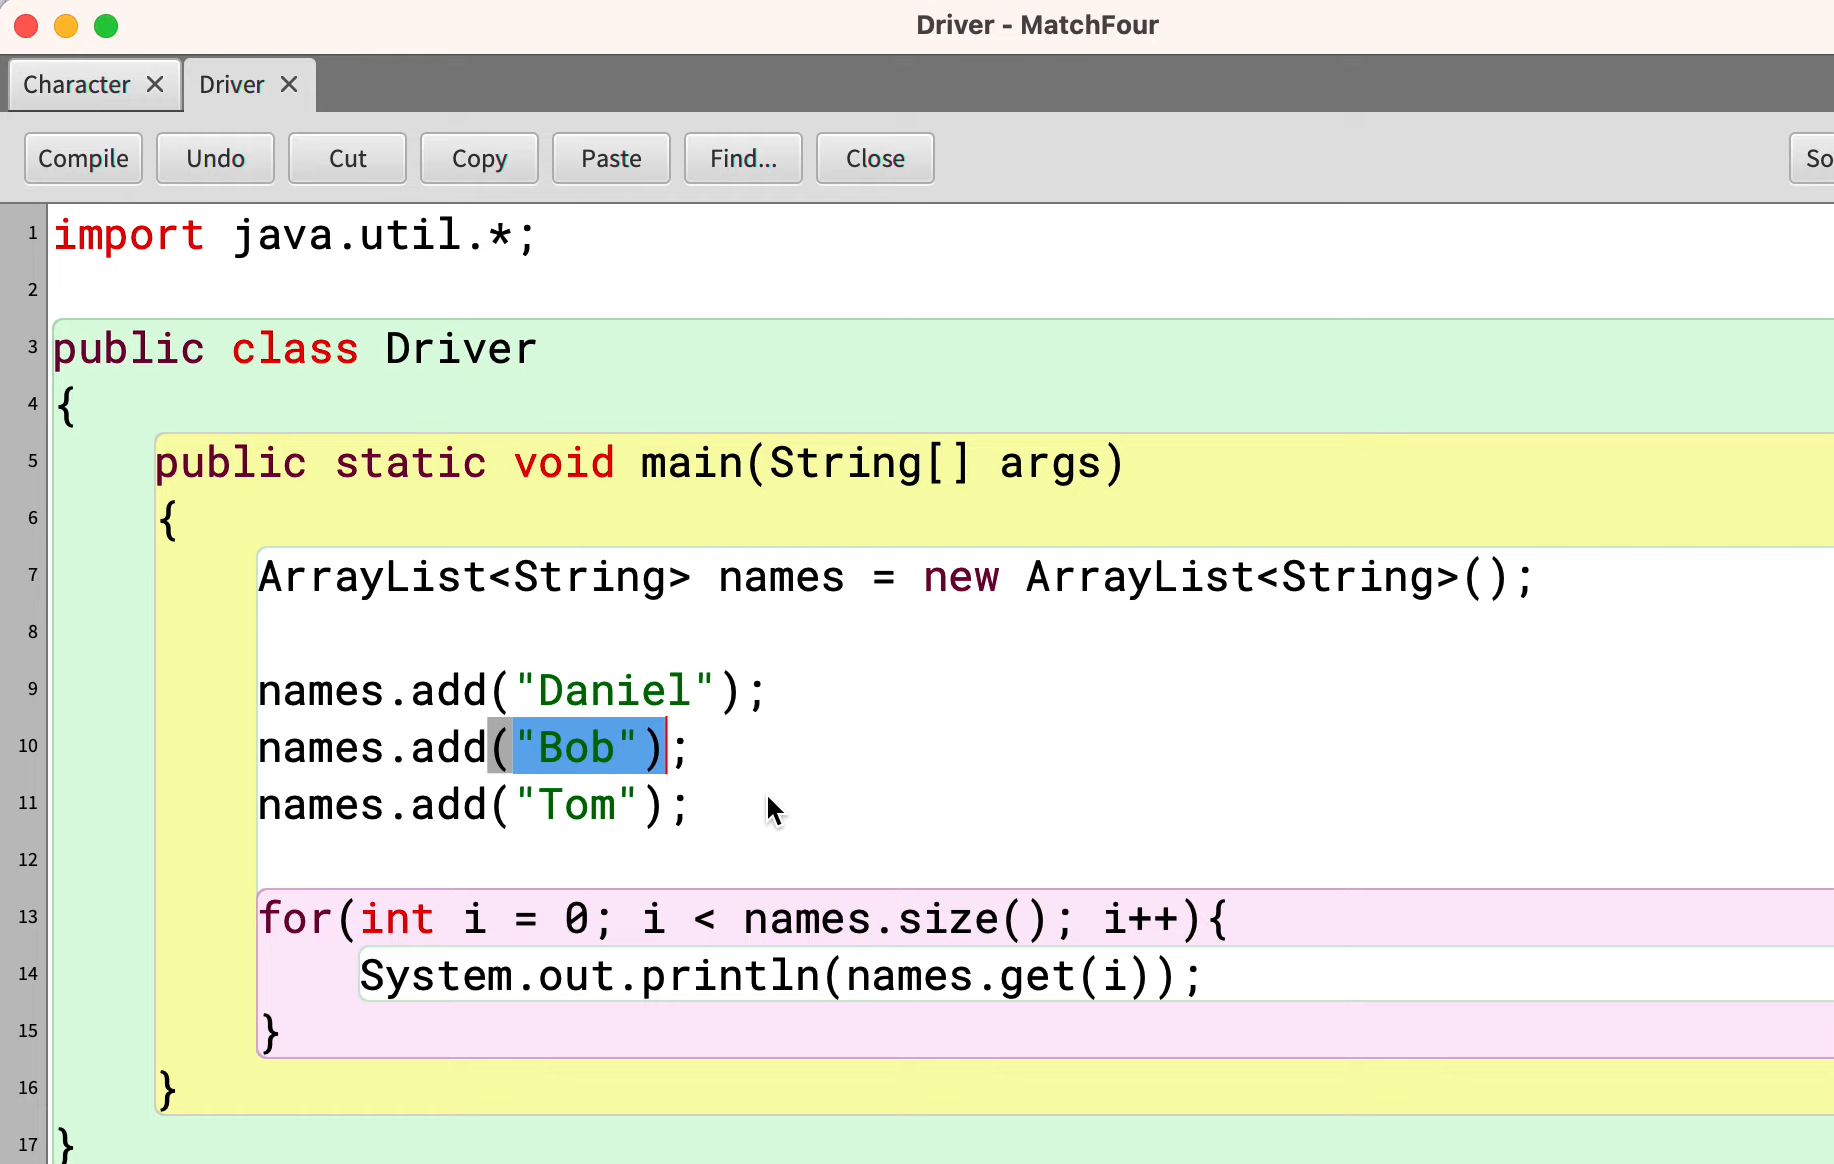 Driver - MatchFour
Character Driver
Compile Undo Cut Copy Paste Find... Close So
1 import java.util.*;
2
3 public class Driver
4 {
5 public static void main(String[] args)
6 {
7 ArrayList<String> names = new ArrayList<String>();
8
9 names.add("Daniel");
10 names.add("Bob");
11 names.add("Tom");
12
13 for(int i = 0; i < names.size(); i++){
14 System.out.println(names.get(i));
15 }
16 }
17 }